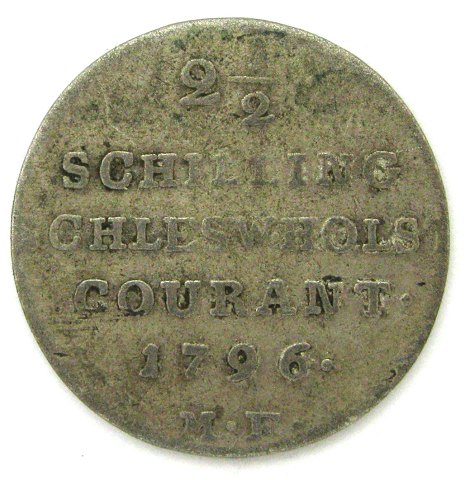 2 1/2
SCHILLING
CHLESWHOLS
COURANT·
1796·
M·F·